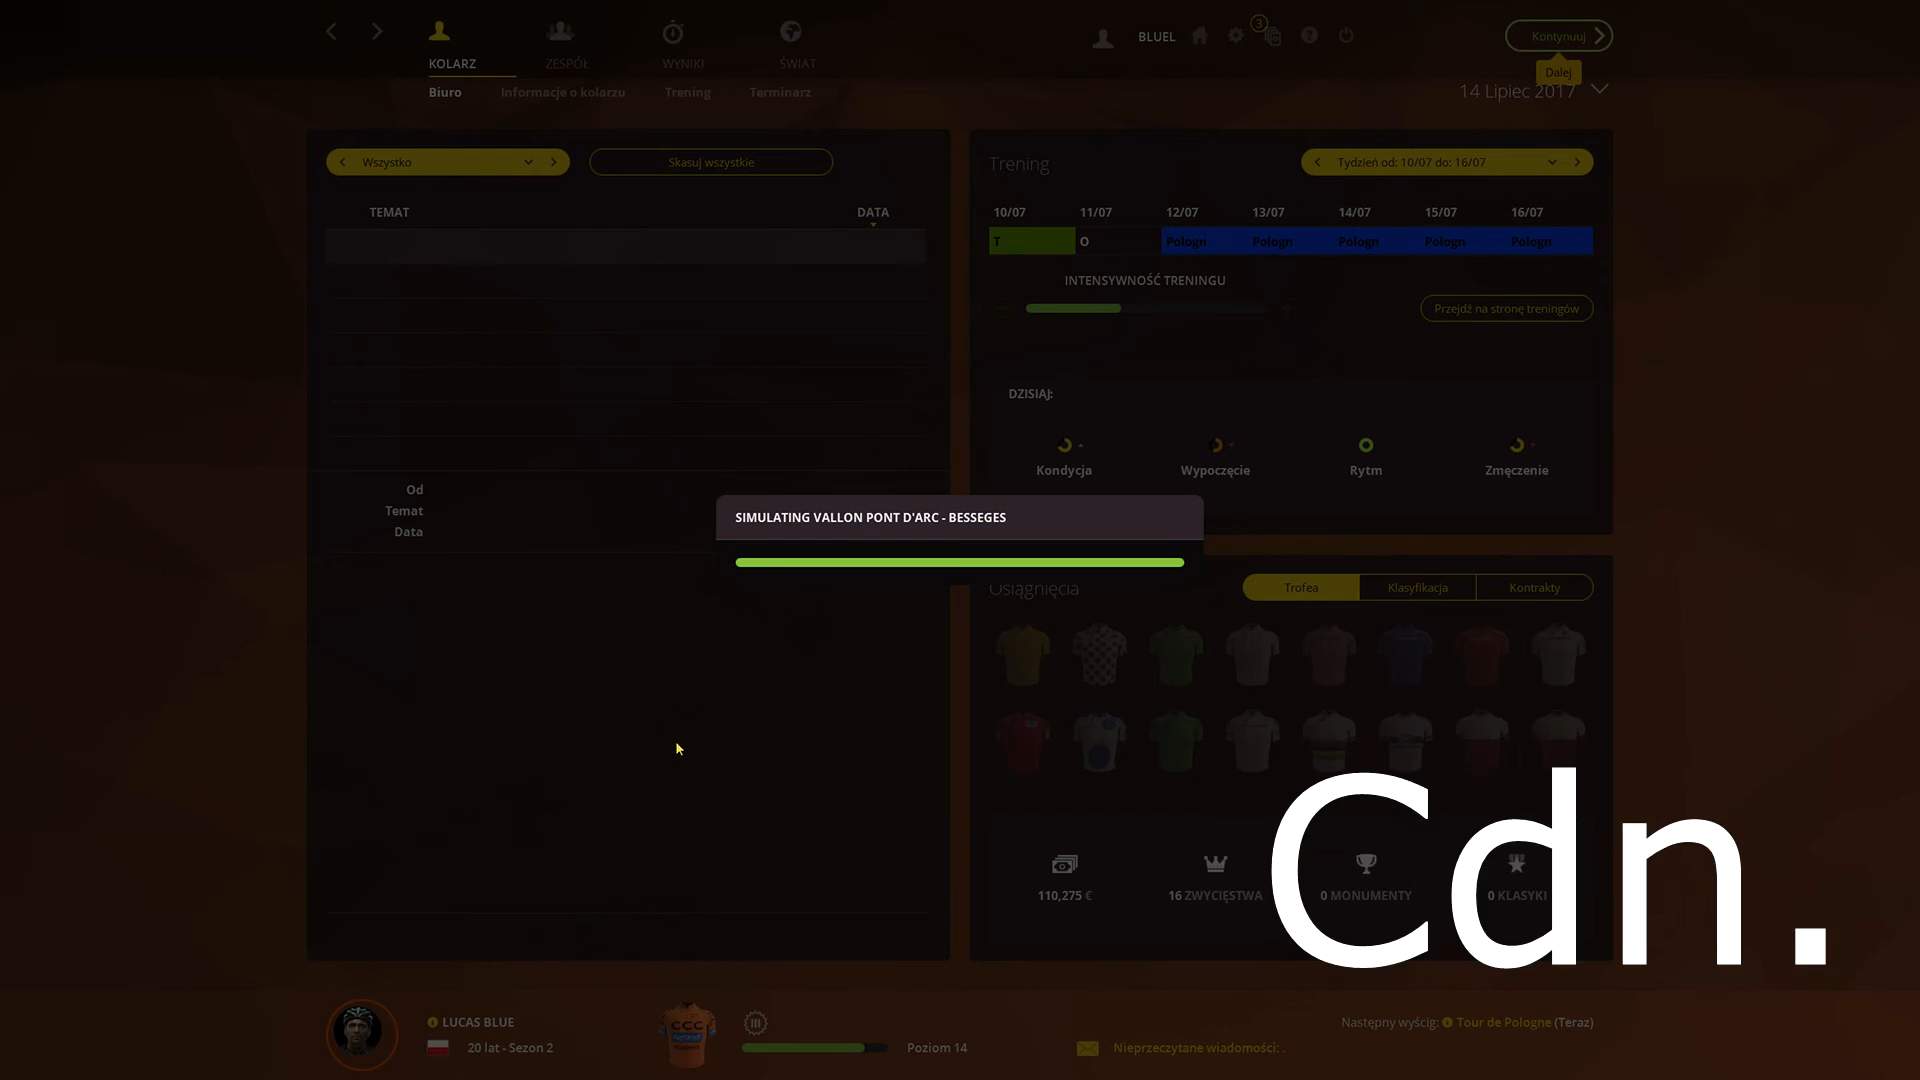 KOLARZ ZESPÓŁ WYNIKI ŚWIAT
BLUEL
3
Kontynuuj
Dalej
Biuro Informacje o kolarzu Trening Terminarz
14 Lipiec 2017
Wszystko
Skasuj wszystkie
TEMAT DATA
Od
Temat
Data
Trening
Tydzień od: 10/07 do: 16/07
10/07 11/07 12/07 13/07 14/07 15/07 16/07
T O Pologn Pologn Pologn Pologn Pologn
INTENSYWNOŚĆ TRENINGU
Przejdź na stronę treningów
DZISIAJ:
Kondycja Wypoczęcie Rytm Zmęczenie
SIMULATING VALLON PONT D'ARC - BESSEGES
Osiągnięcia
Trofea Klasyfikacja Kontrakty
110,275 € 16 ZWYCIĘSTWA 0 MONUMENTY 0 KLASYKI
Cdn.
LUCAS BLUE
20 lat - Sezon 2
CCC
III
Poziom 14
Nieprzeczytane wiadomości: .
Następny wyścig: Tour de Pologne (Teraz)